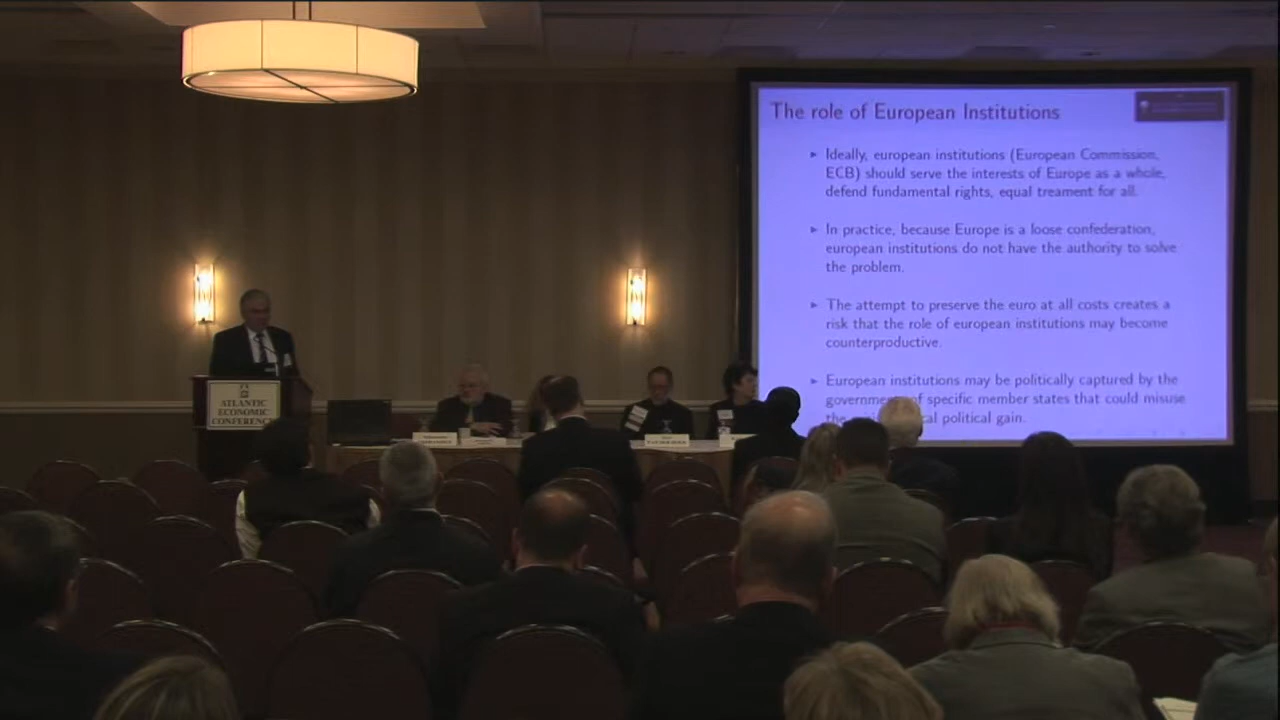 The role of European Institutions
Ideally, european institutions (European Commission,
ECB) should serve the interests of Europe as a whole,
defend fundamental rights, equal treament for all.
In practice, because Europe is a loose confederation,
european institutions do not have the authority to solve
the problem.
The attempt to preserve the euro at all costs creates a
risk that the role of european institutions may become
counterproductive.
European institutions may be politically captured by the
of specific member states that could misuse
the political gain.
ATLANTIC
ECONOMIC
CONFERENCE